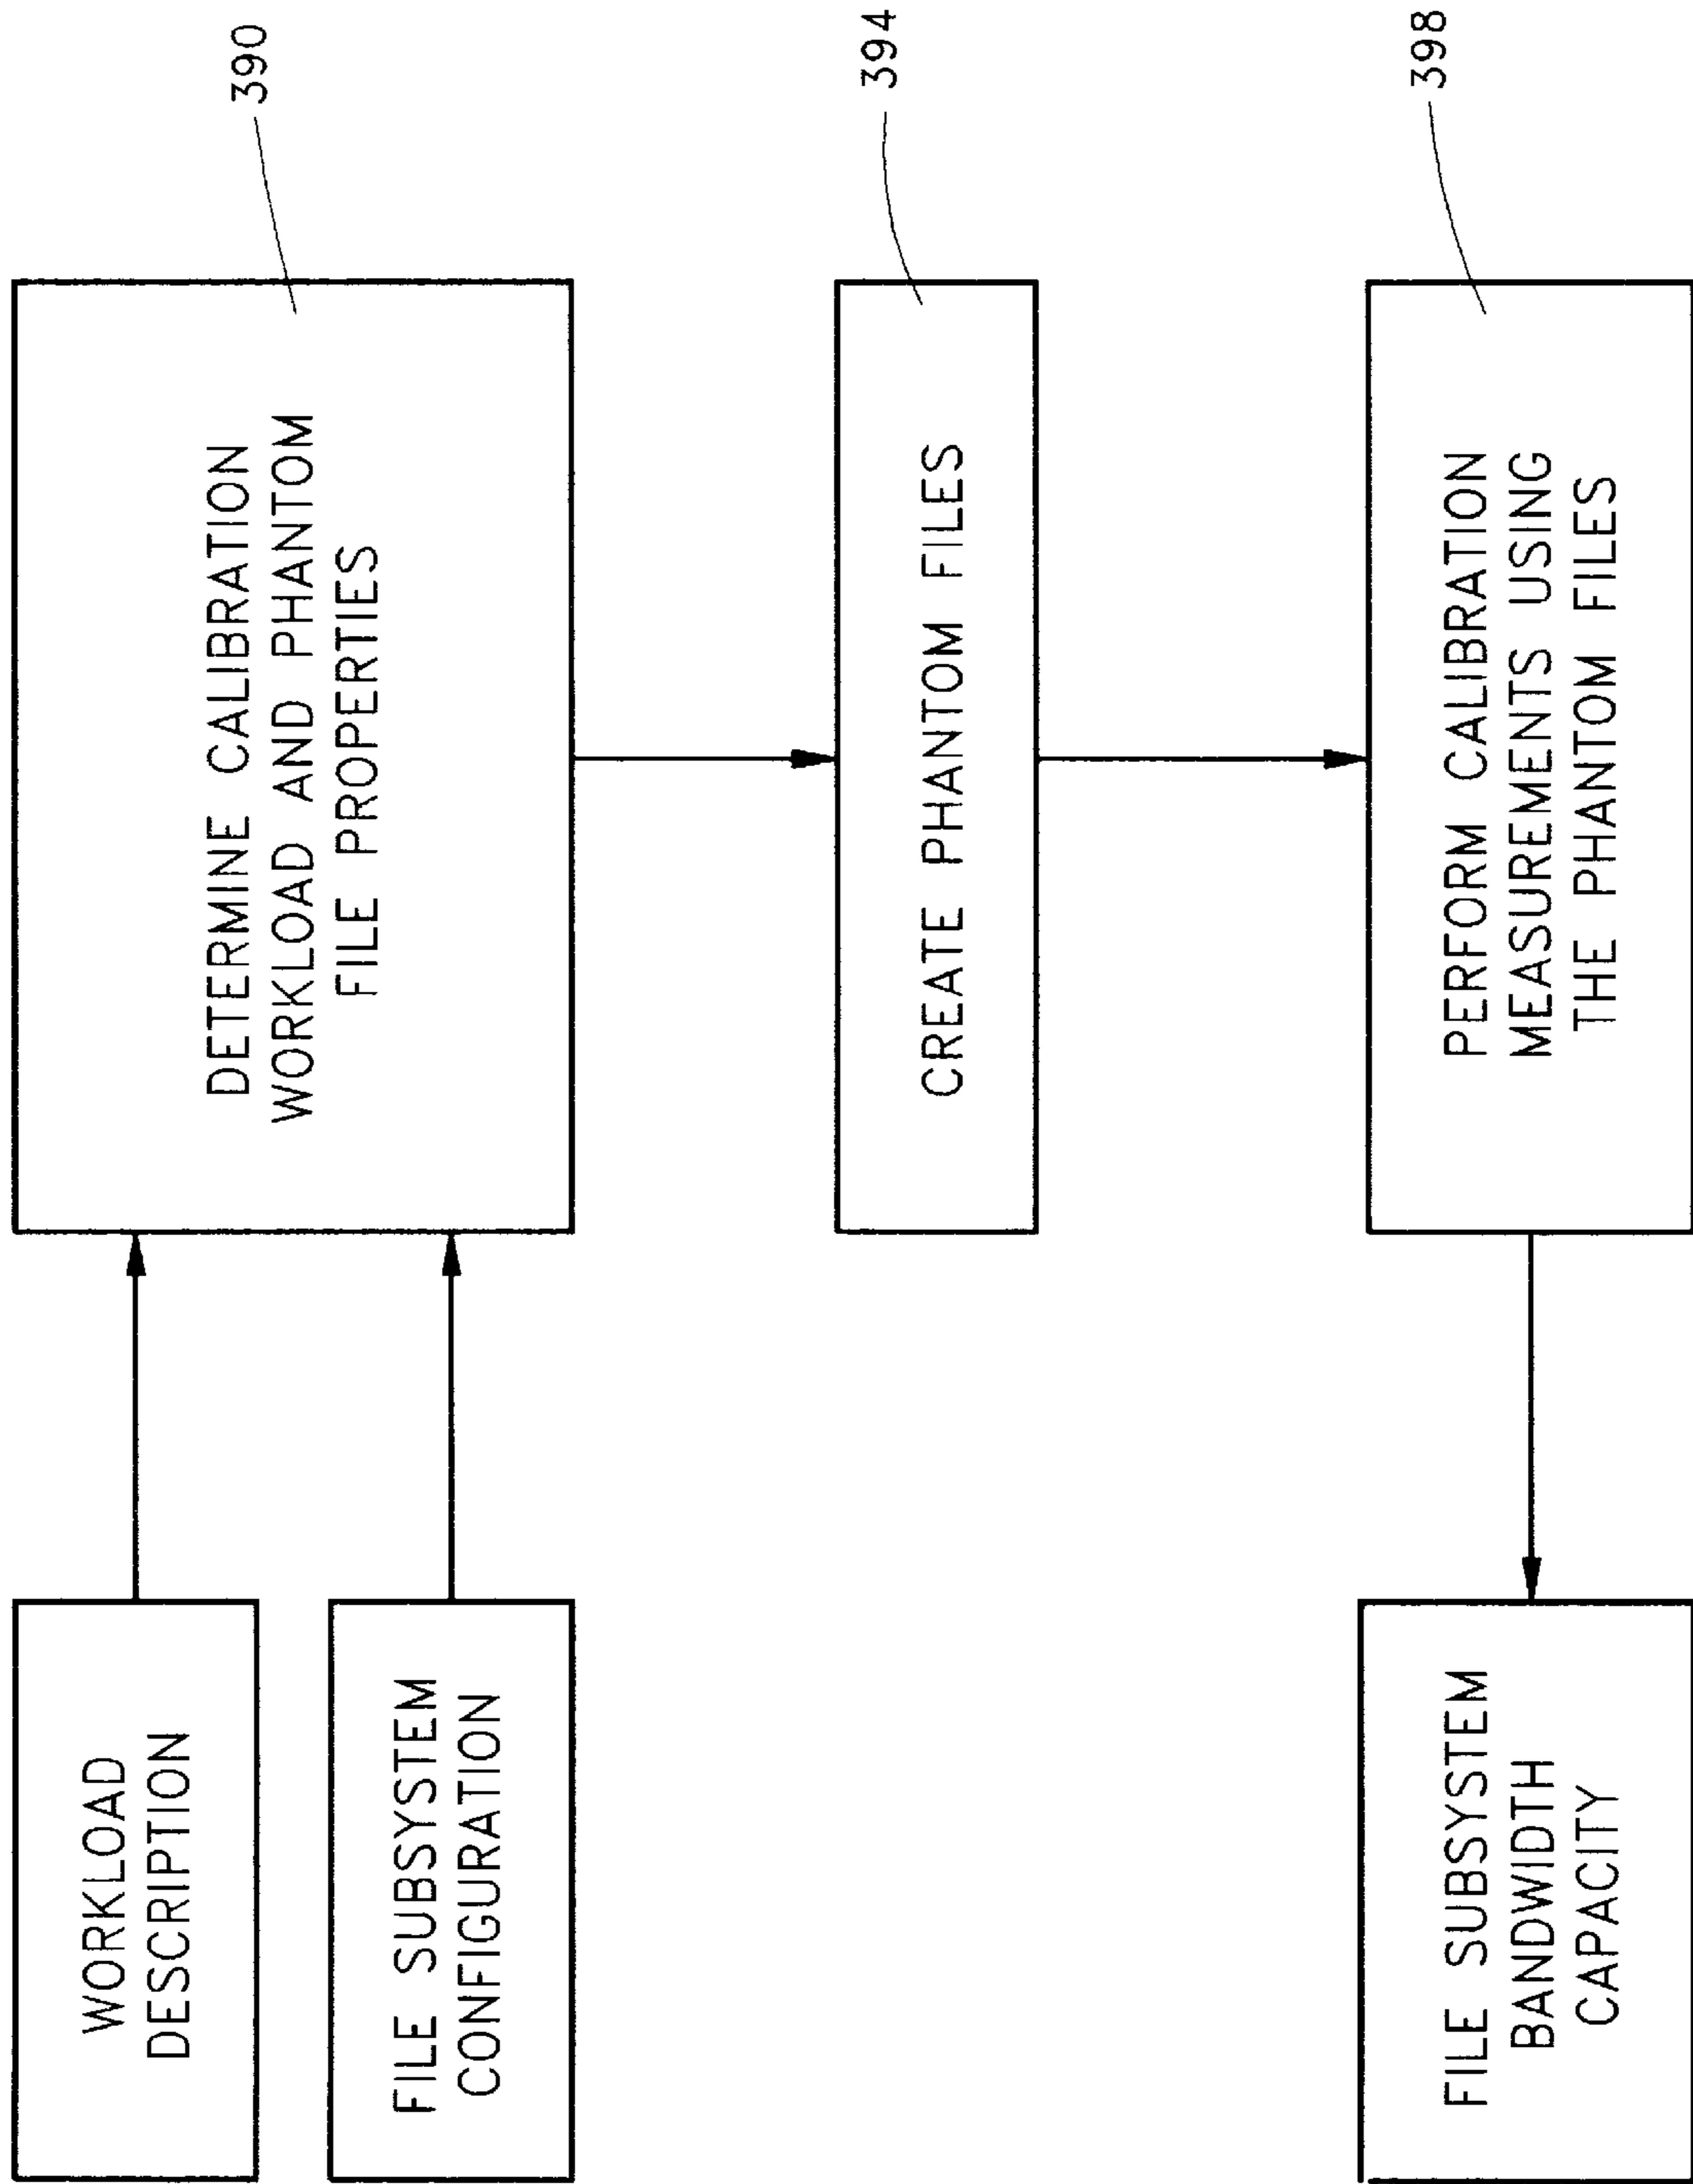 WORKLOAD
DESCRIPTION
FILE SUBSYSTEM
CONFIGURATION
DETERMINE CALIBRATION
WORKLOAD AND PHANTOM
FILE PROPERTIES
390
CREATE PHANTOM FILES
394
FILE SUBSYSTEM
BANDWIDTH
CAPACITY
PERFORM CALIBRATION
MEASUREMENTS USING
THE PHANTOM FILES
398